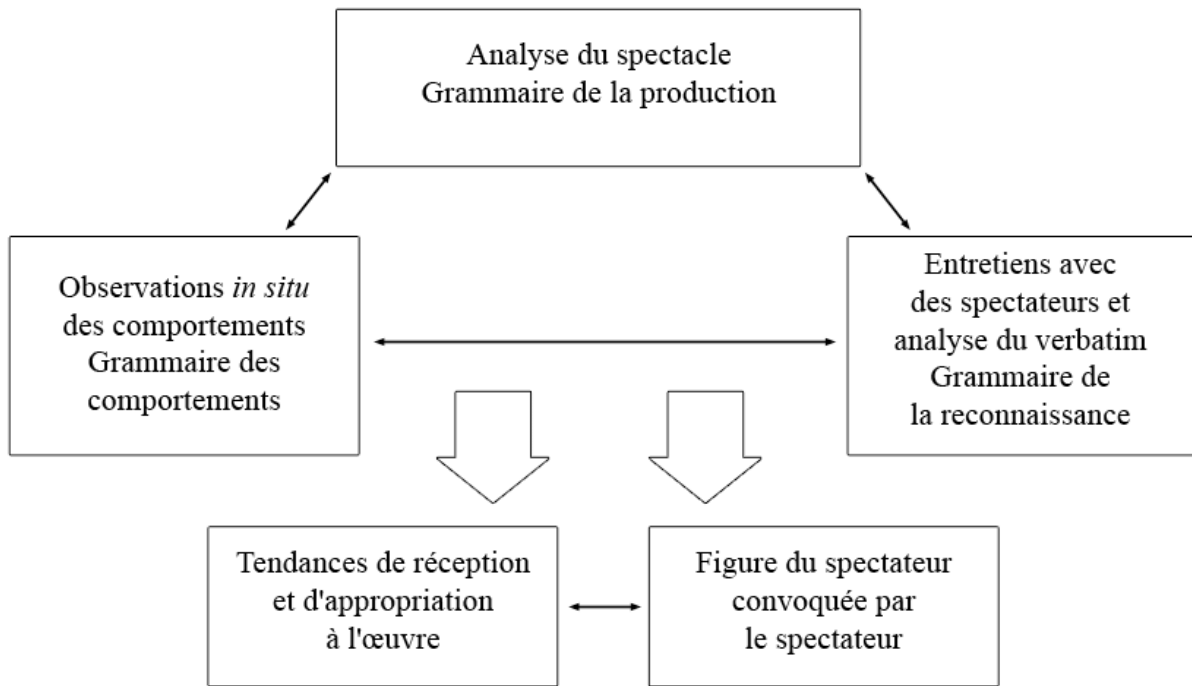 Analyse du spectacle
Grammaire de la production
Observations in situ
des comportements
Grammaire des
comportements
Entretiens avec
des spectateurs et
analyse du verbatim
Grammaire de
la reconnaissance
Tendances de réception
et d'appropriation
à l'œuvre
Figure du spectateur
convoquée par
le spectateur